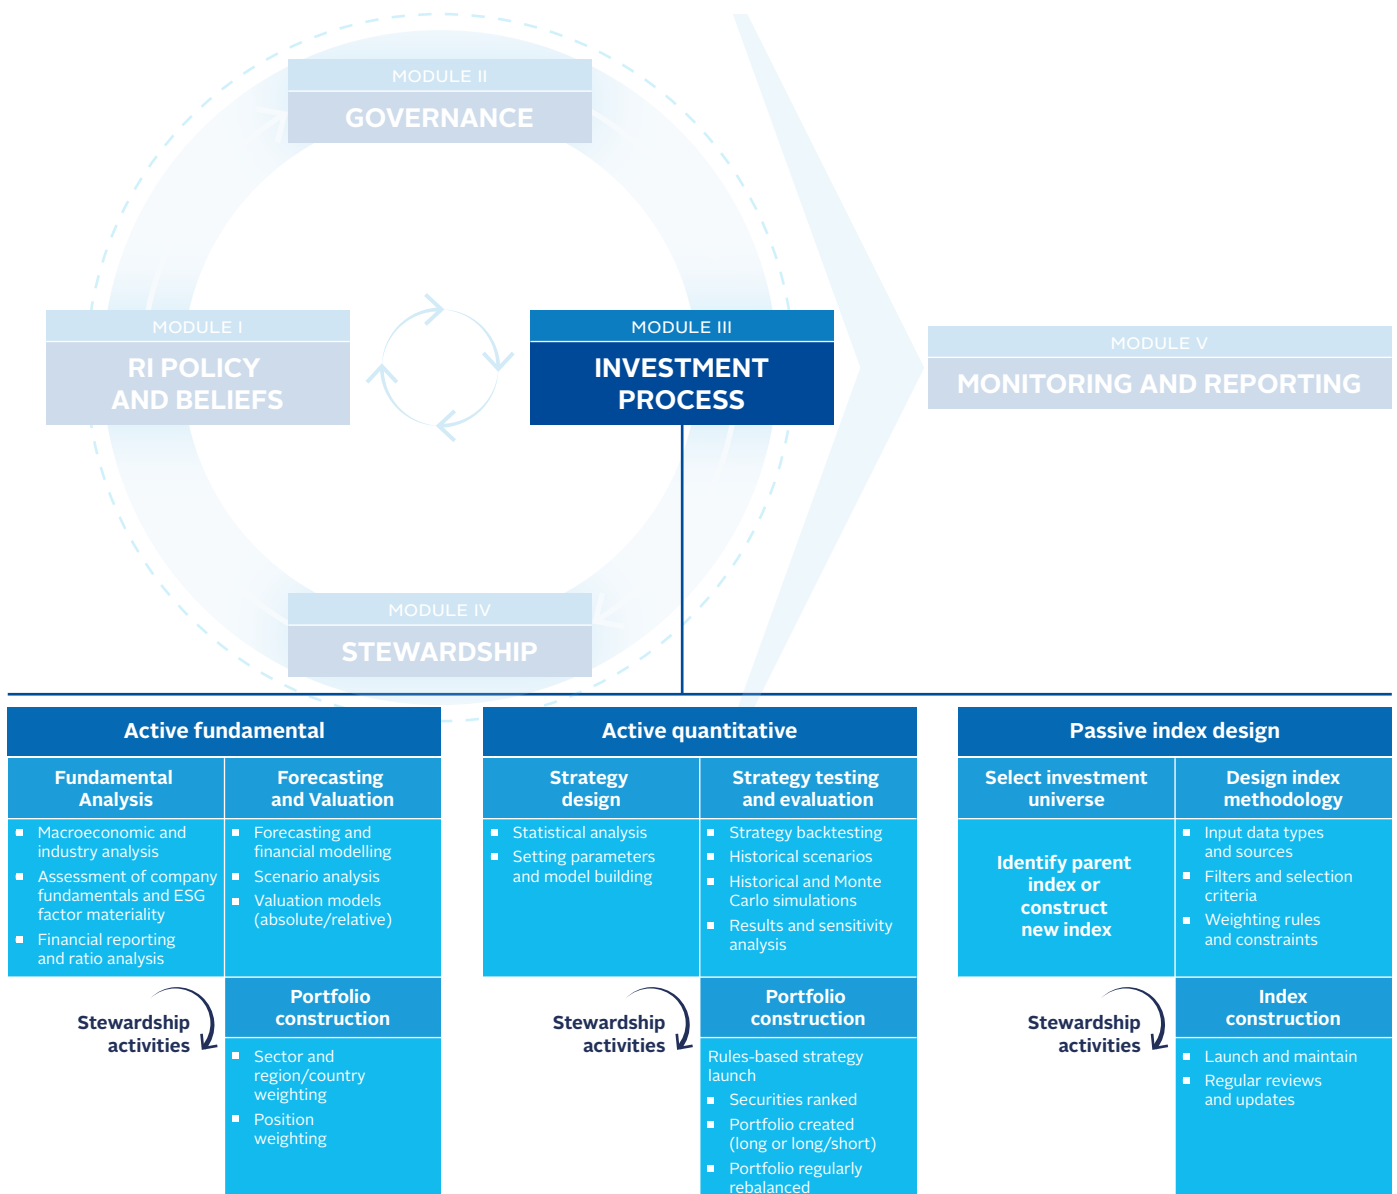 MODULE II
GOVERNANCE
MODULE I
RI POLICY
AND BELIEFS
MODULE III
INVESTMENT
PROCESS
MODULE V
MONITORING AND REPORTING
MODULE IV
STEWARDSHIP
Active fundamental
Fundamental
Analysis
Macroeconomic and
industry analysis
Assessment of company
fundamentals and ESG
factor materiality
Financial reporting
and ratio analysis
Forecasting
and Valuation
Forecasting and
financial modelling
Scenario analysis
Valuation models
(absolute/relative)
Stewardship
activities
Portfolio
construction
Sector and
region/country
weighting
Position
weighting
Active quantitative
Strategy
design
Statistical analysis
Setting parameters
and model building
Strategy testing
and evaluation
Strategy backtesting
Historical scenarios
Historical and Monte
Carlo simulations
Results and sensitivity
analysis
Stewardship
activities
Portfolio
construction
Rules-based strategy
launch
Securities ranked
Portfolio created
(long or long/short)
Portfolio regularly
rebalanced
Passive index design
Select investment
universe
Identify parent
index or
construct
new index
Design index
methodology
Input data types
and sources
Filters and selection
criteria
Weighting rules
and constraints
Stewardship
activities
Index
construction
Launch and maintain
Regular reviews
and updates